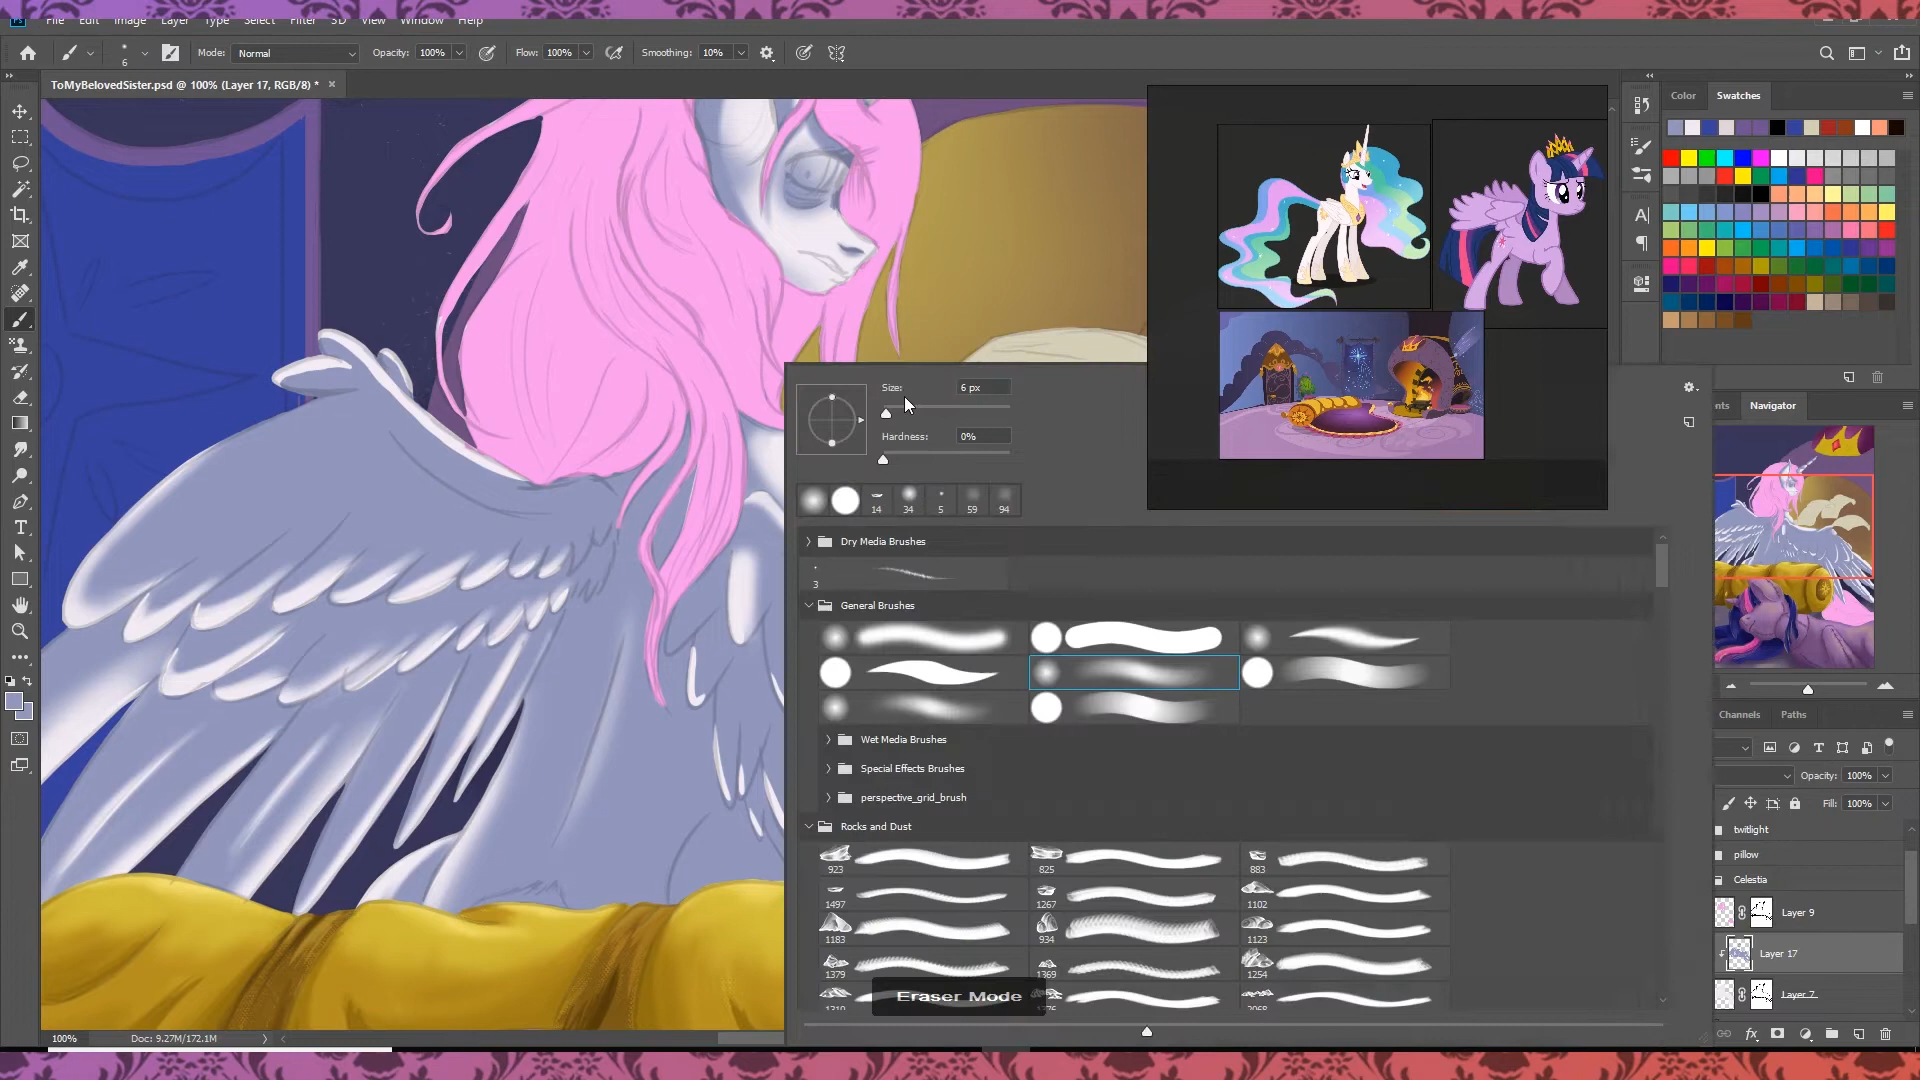 Ps File Edit Image Layer Type Select Filter 3D View Window Help
6 Mode: Normal Opacity: 100% Flow: 100% Smoothing: 10%
ToMyBelovedSister.psd @ 100% (Layer 17, RGB/8) *
Color Swatches
Size: 6 px
Hardness: 0%
14 34 5 59 94
Dry Media Brushes
3
General Brushes
Wet Media Brushes
Special Effects Brushes
perspective_grid_brush
Rocks and Dust
923 825 883
1497 1267 1102
1183 934 1123
1379 1369 1254
Eraser Mode
nts Navigator
Channels Paths
Opacity: 100%
Fill: 100%
twitlight
pillow
Celestia
Layer 9
Layer 17
Layer 7
100% Doc: 9.27M/172.1M